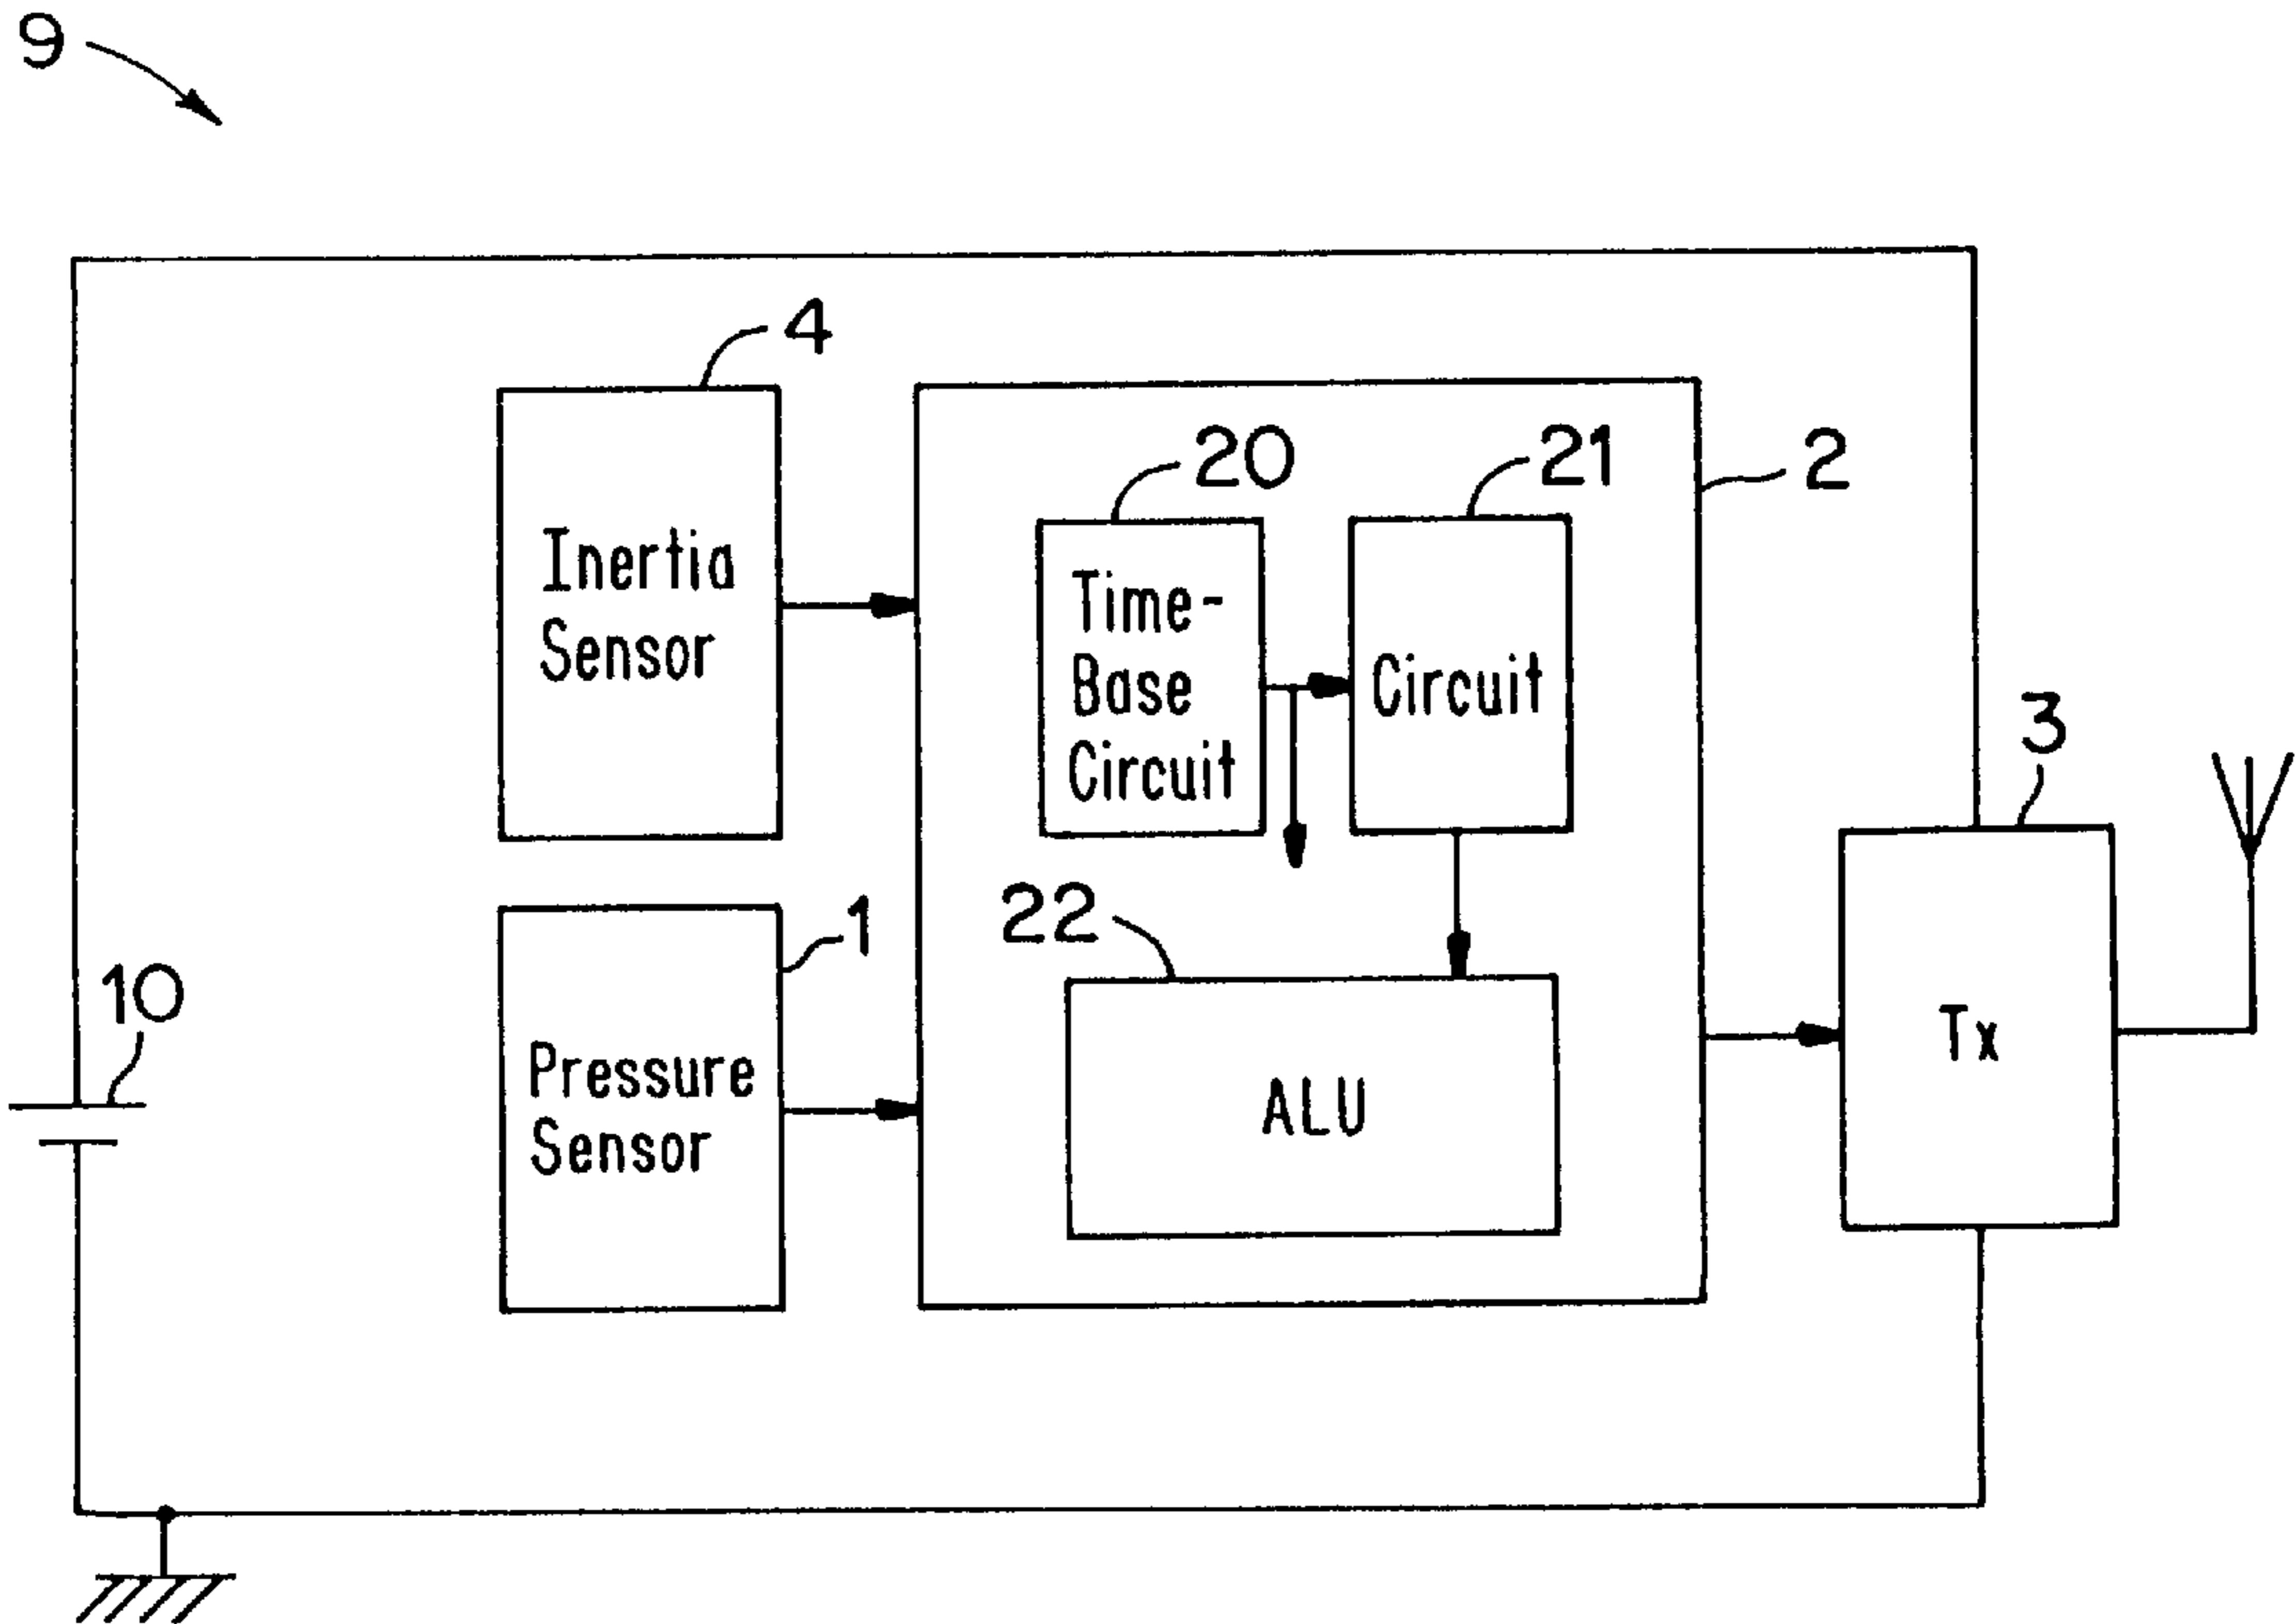 9
4
Inertia
Sensor
20
21
2
Time-
Base
Circuit
Circuit
3
1
22
10
Pressure
Sensor
ALU
Tx